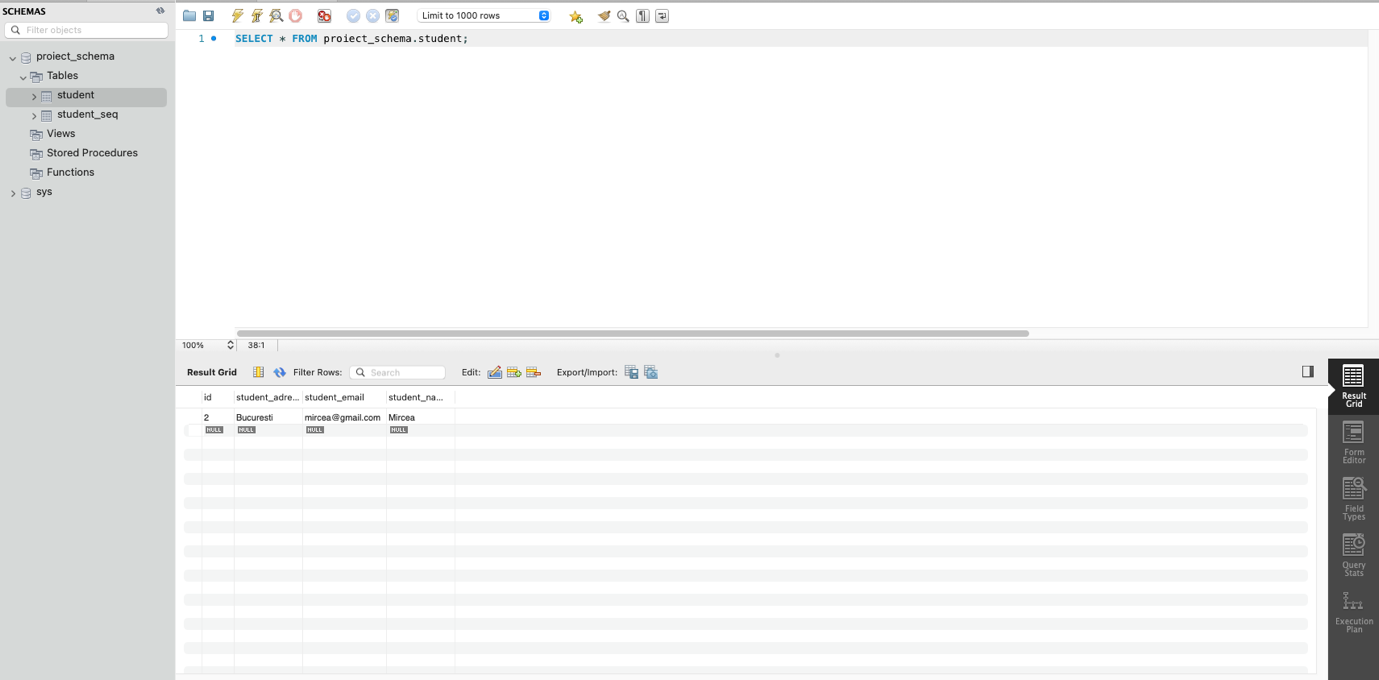 SCHEMAS
Filter objects
proiect_schema
Tables
student
student_seq
Views
Stored Procedures
Functions
sys
Limit to 1000 rows
1 SELECT * FROM proiect_schema.student;
100% 38:1
Result Grid Filter Rows: Search Edit: Export/Import:
id student_adre... student_email student_na...
2 Bucuresti mircea@gmail.com Mircea
NULL NULL NULL NULL
Result
Grid
Form
Editor
Field
Types
Query
Stats
Execution
Plan